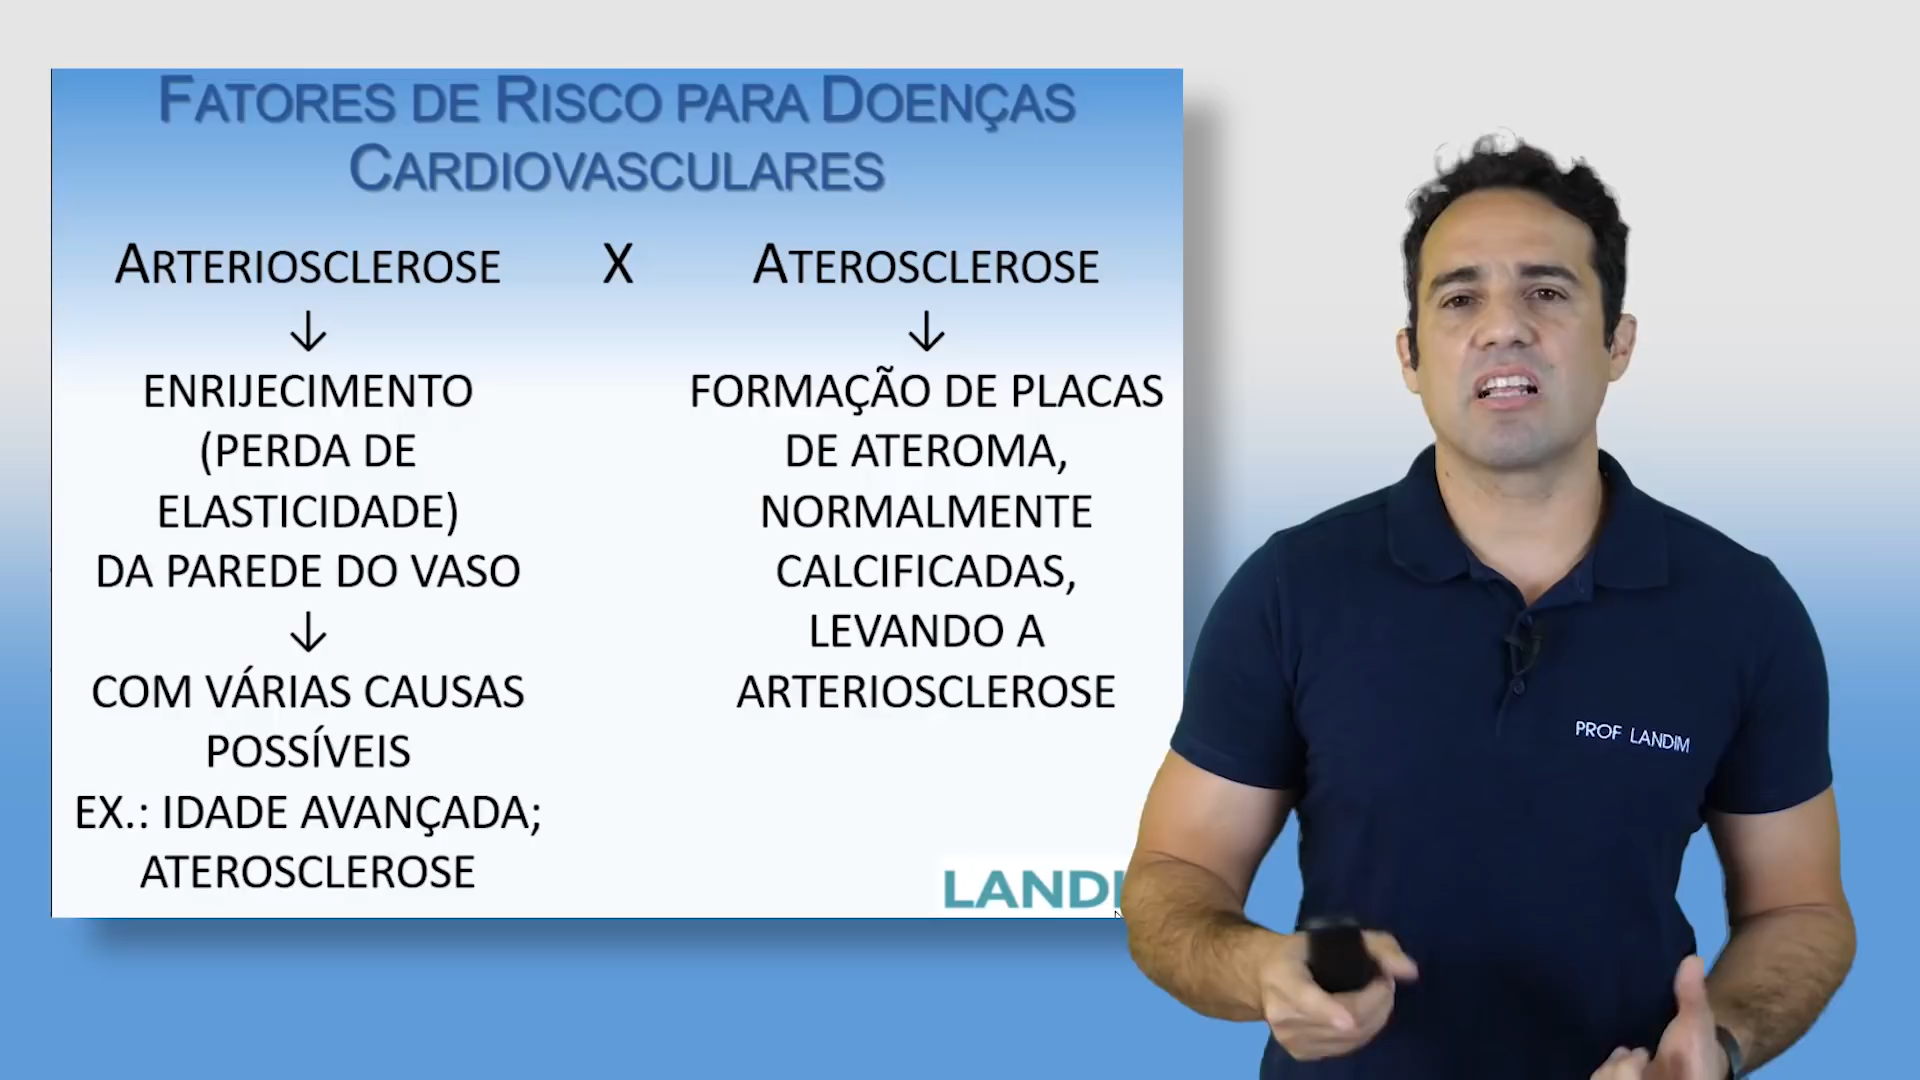 FATORES DE RISCO PARA DOENÇAS
CARDIOVASCULARES
ARTERIOSCLEROSE X ATEROSCLEROSE
↓ ↓
ENRIJECIMENTO
(PERDA DE
ELASTICIDADE)
DA PAREDE DO VASO
↓
COM VÁRIAS CAUSAS
POSSÍVEIS
EX.: IDADE AVANÇADA;
ATEROSCLEROSE
FORMAÇÃO DE PLACAS
DE ATEROMA,
NORMALMENTE
CALCIFICADAS,
LEVANDO A
ARTERIOSCLEROSE
PROF LANDIM